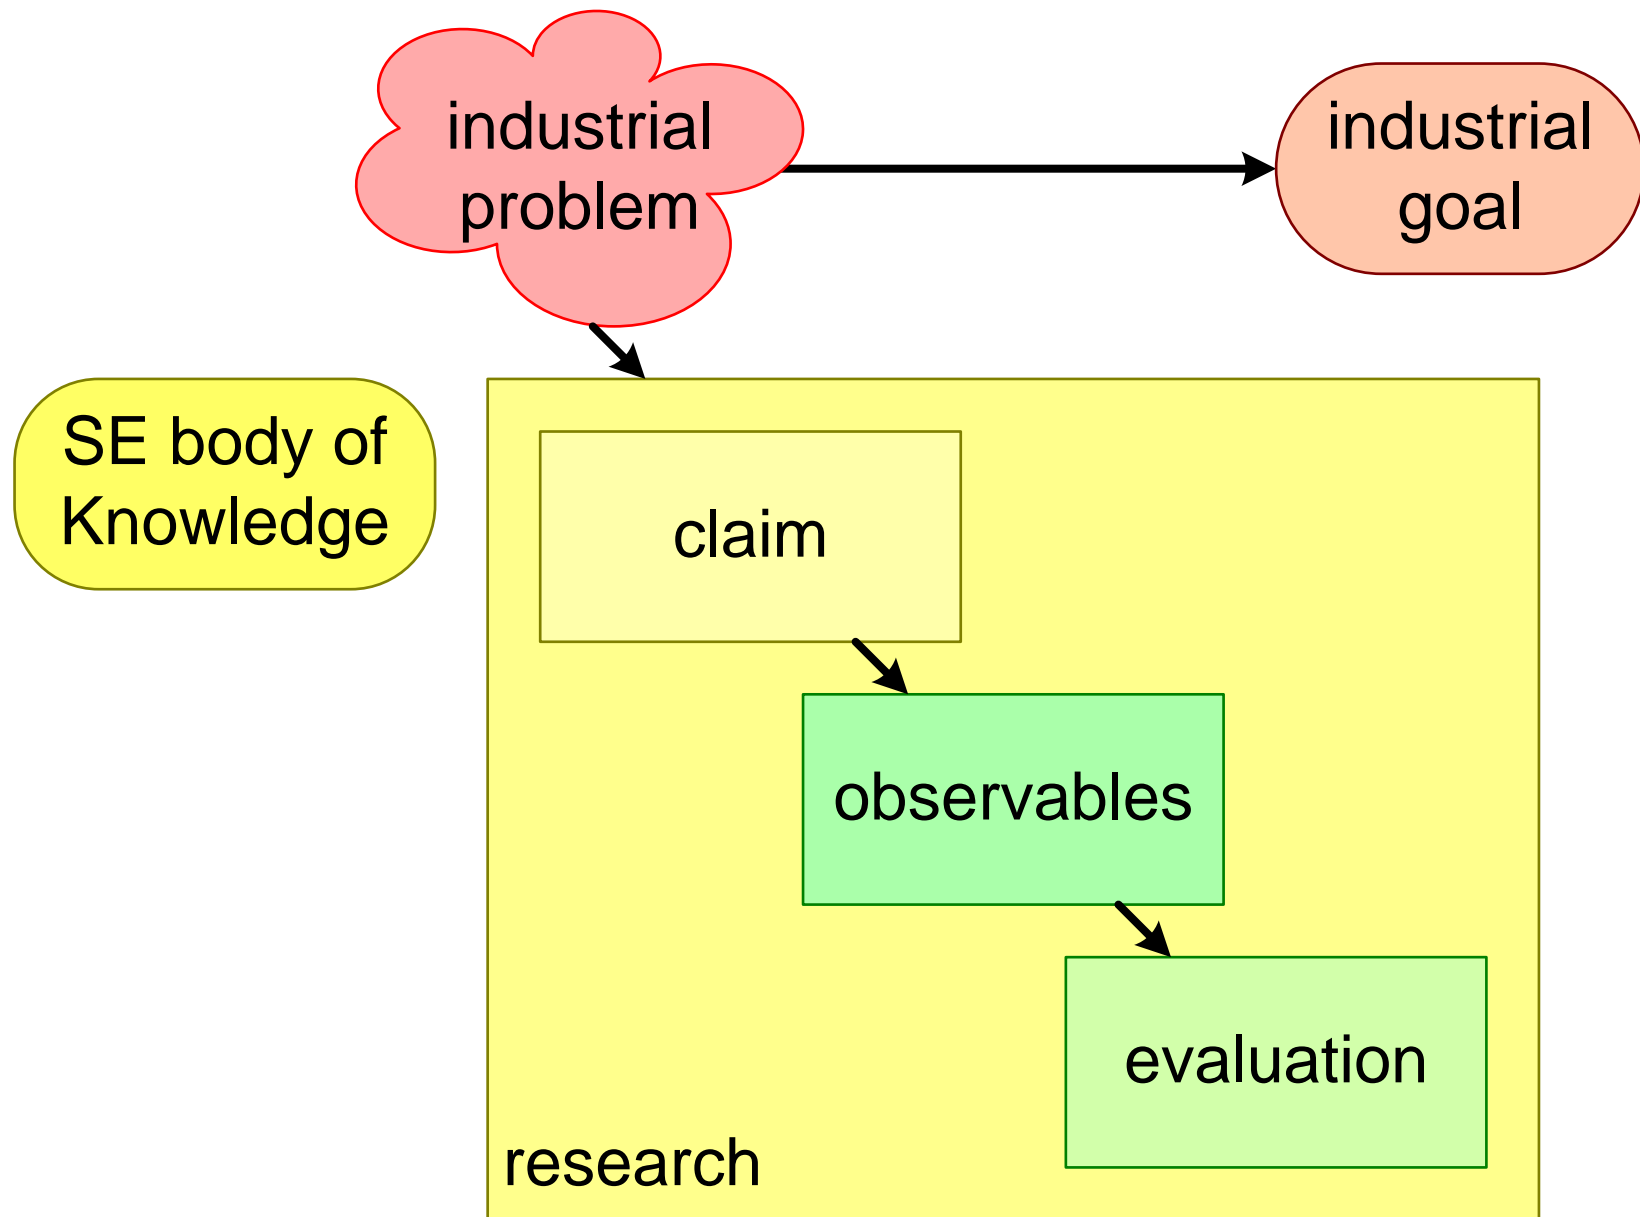 industrial
problem
industrial
goal
SE body of
Knowledge
claim
observables
evaluation
research